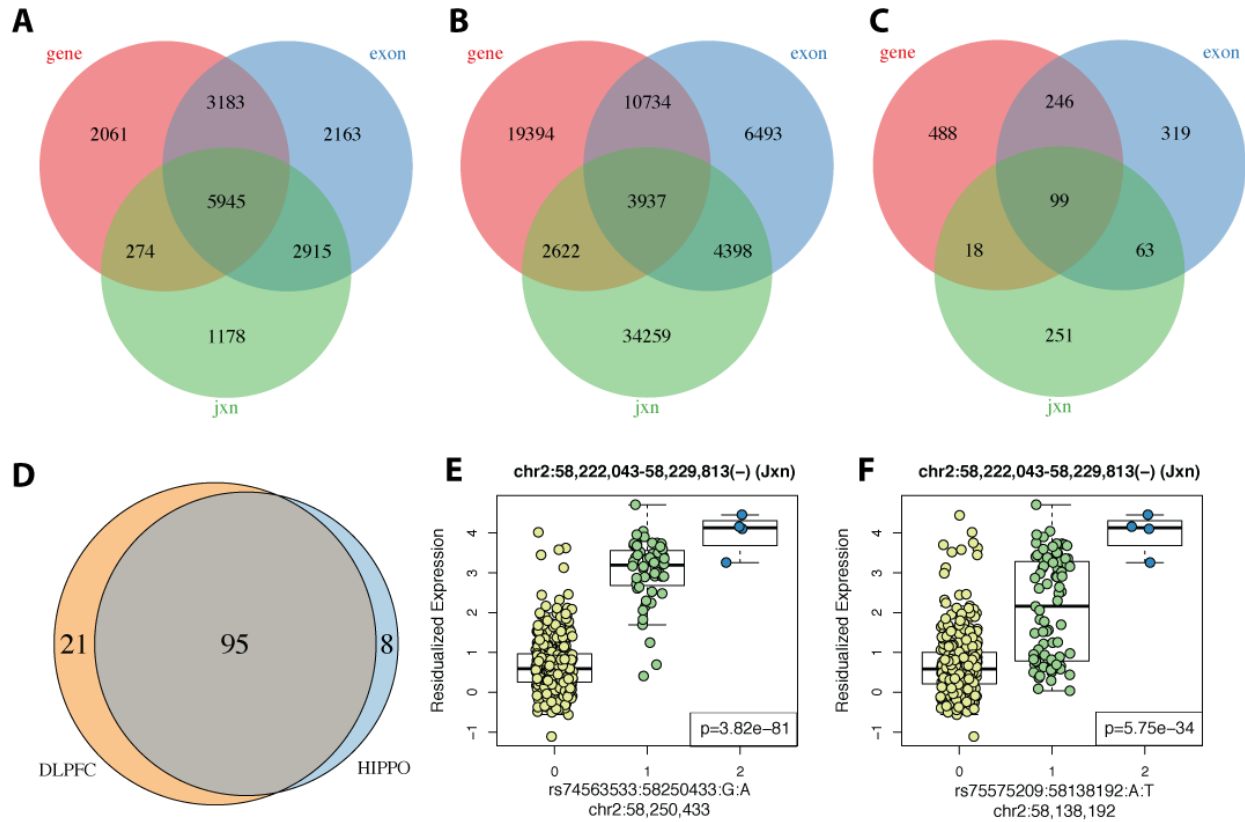 A
gene
exon
3183
2061
2163
5945
274
2915
1178
jxn
B
gene
exon
10734
19394
6493
3937
2622
4398
34259
jxn
C
gene
exon
246
488
319
99
18
63
251
jxn
D
21
95
8
DLPFC
HIPPO
E
chr2:58,222,043-58,229,813(−) (Jxn)
Residualized Expression
4
3
2
1
0
−1
p=3.82e−81
0
1
2
rs74563533:58250433:G:A
chr2:58,250,433
F
chr2:58,222,043-58,229,813(−) (Jxn)
Residualized Expression
4
3
2
1
0
−1
p=5.75e−34
0
1
2
rs75575209:58138192:A:T
chr2:58,138,192